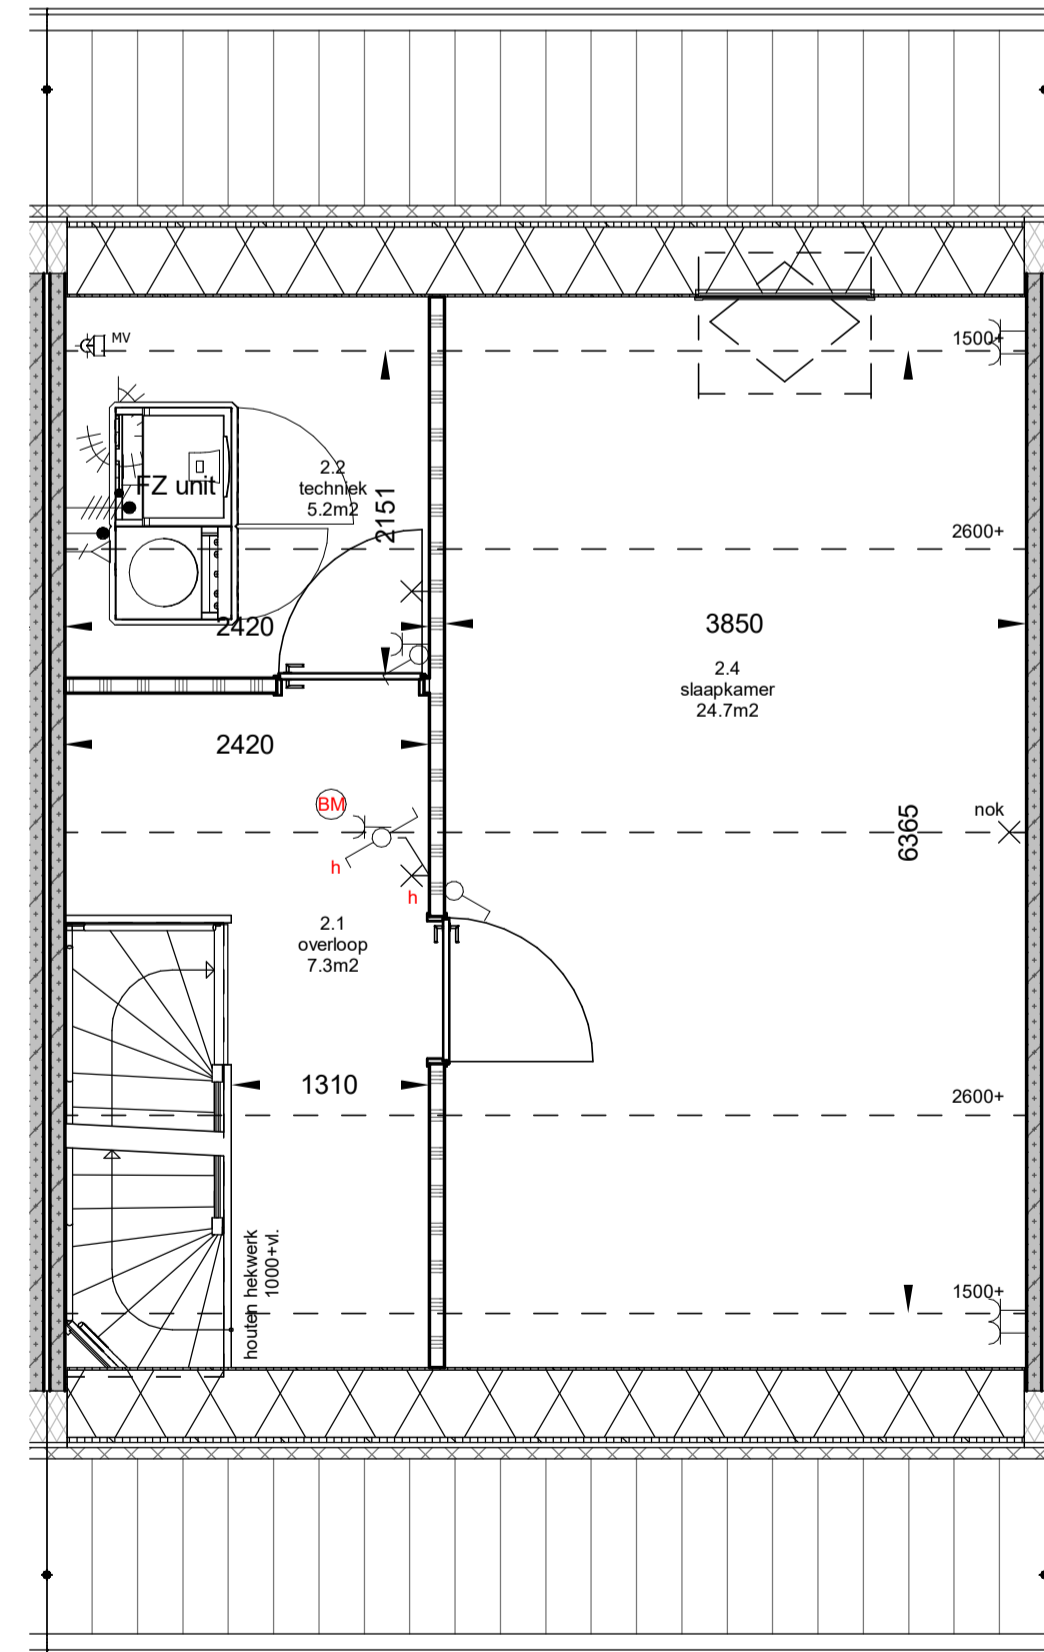 MV
1500+
FZ unit
2.2
techniek
5.2m2
2151
2600+
2420
3850
2.4
slaapkamer
24.7m2
2420
BM
h
h
6365
nok
2.1
overloop
7.3m2
1310
2600+
houten hekwerk
1000+vl.
1500+